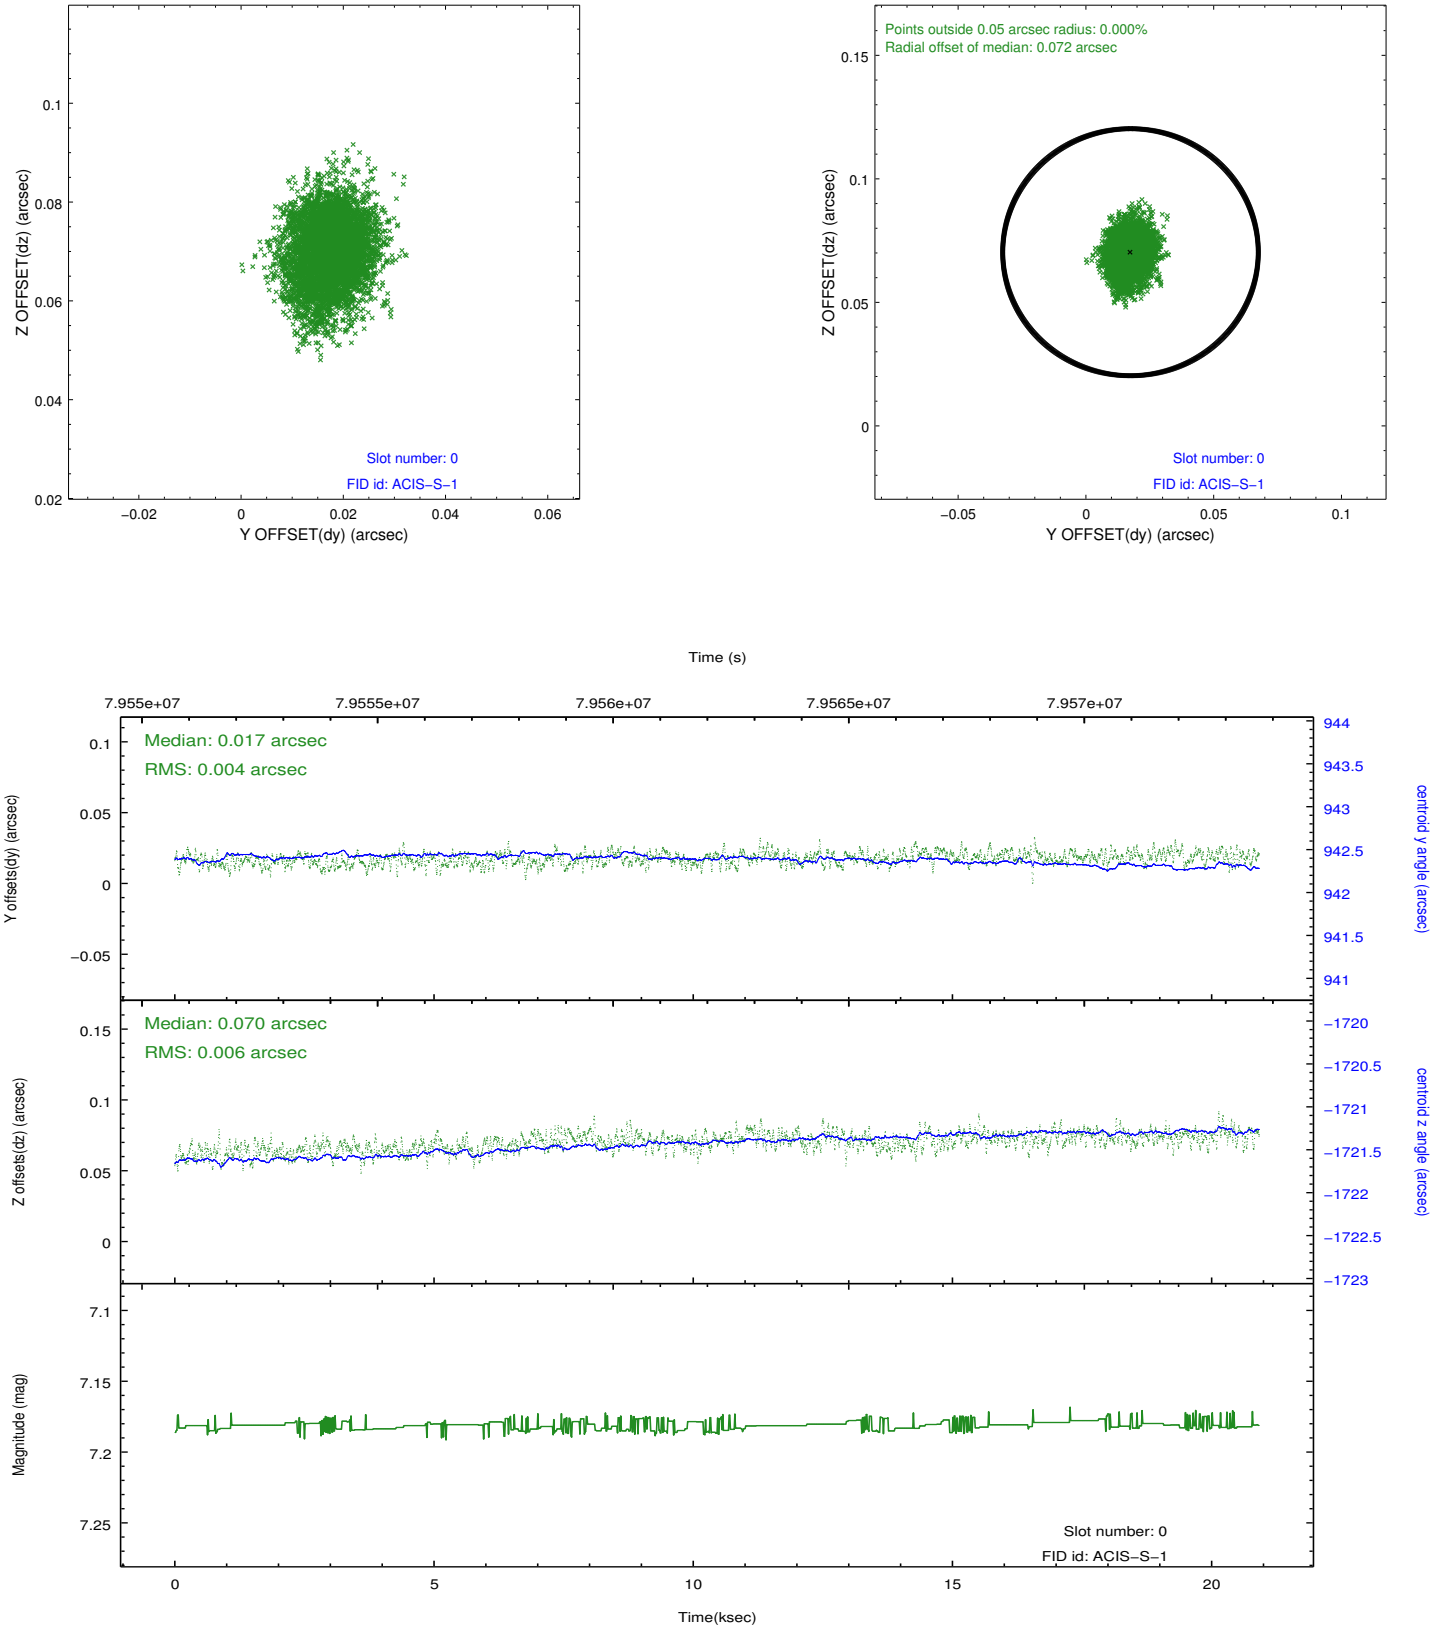 0.1
0.08
0.06
0.04
0.02
Z OFFSET(dz) (arcsec)
−0.02 0 0.02 0.04 0.06
Y OFFSET(dy) (arcsec)
Slot number: 0
FID id: ACIS−S−1
Points outside 0.05 arcsec radius: 0.000%
Radial offset of median: 0.072 arcsec
0.15
0.1
0.05
0
Z OFFSET(dz) (arcsec)
−0.05 0 0.05 0.1
Y OFFSET(dy) (arcsec)
Slot number: 0
FID id: ACIS−S−1
Time (s)
7.955e+07 7.9555e+07 7.956e+07 7.9565e+07 7.957e+07
Median: 0.017 arcsec
RMS: 0.004 arcsec
0.1
0.05
0
−0.05
Y offsets(dy) (arcsec)
944
943.5
943
942.5
942
941.5
941
centroid y angle (arcsec)
Median: 0.070 arcsec
RMS: 0.006 arcsec
0.15
0.1
0.05
0
Z offsets(dz) (arcsec)
−1720
−1720.5
−1721
−1721.5
−1722
−1722.5
−1723
centroid z angle (arcsec)
7.1
7.15
7.2
7.25
Magnitude (mag)
Slot number: 0
FID id: ACIS−S−1
0 5 10 15 20
Time(ksec)